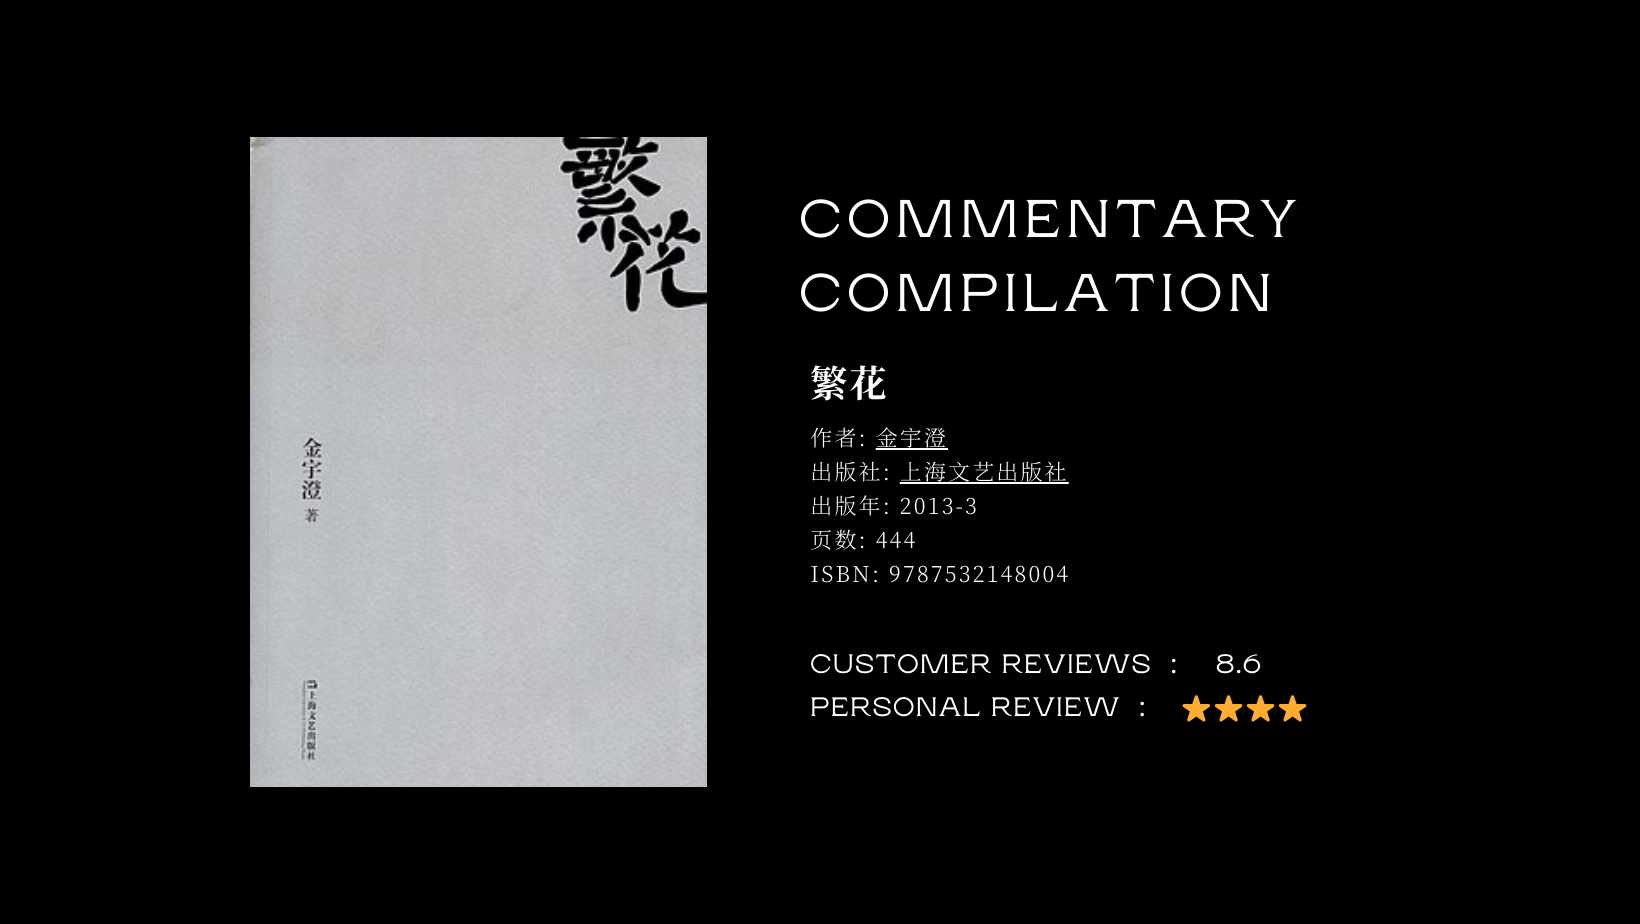 繁花
金宇澄 著
上海文艺出版社
COMMENTARY
COMPILATION
繁花
作者: 金宇澄
出版社: 上海文艺出版社
出版年: 2013-3
页数: 444
ISBN: 9787532148004
CUSTOMER REVIEWS : 8.6
PERSONAL REVIEW : ⭐⭐⭐⭐